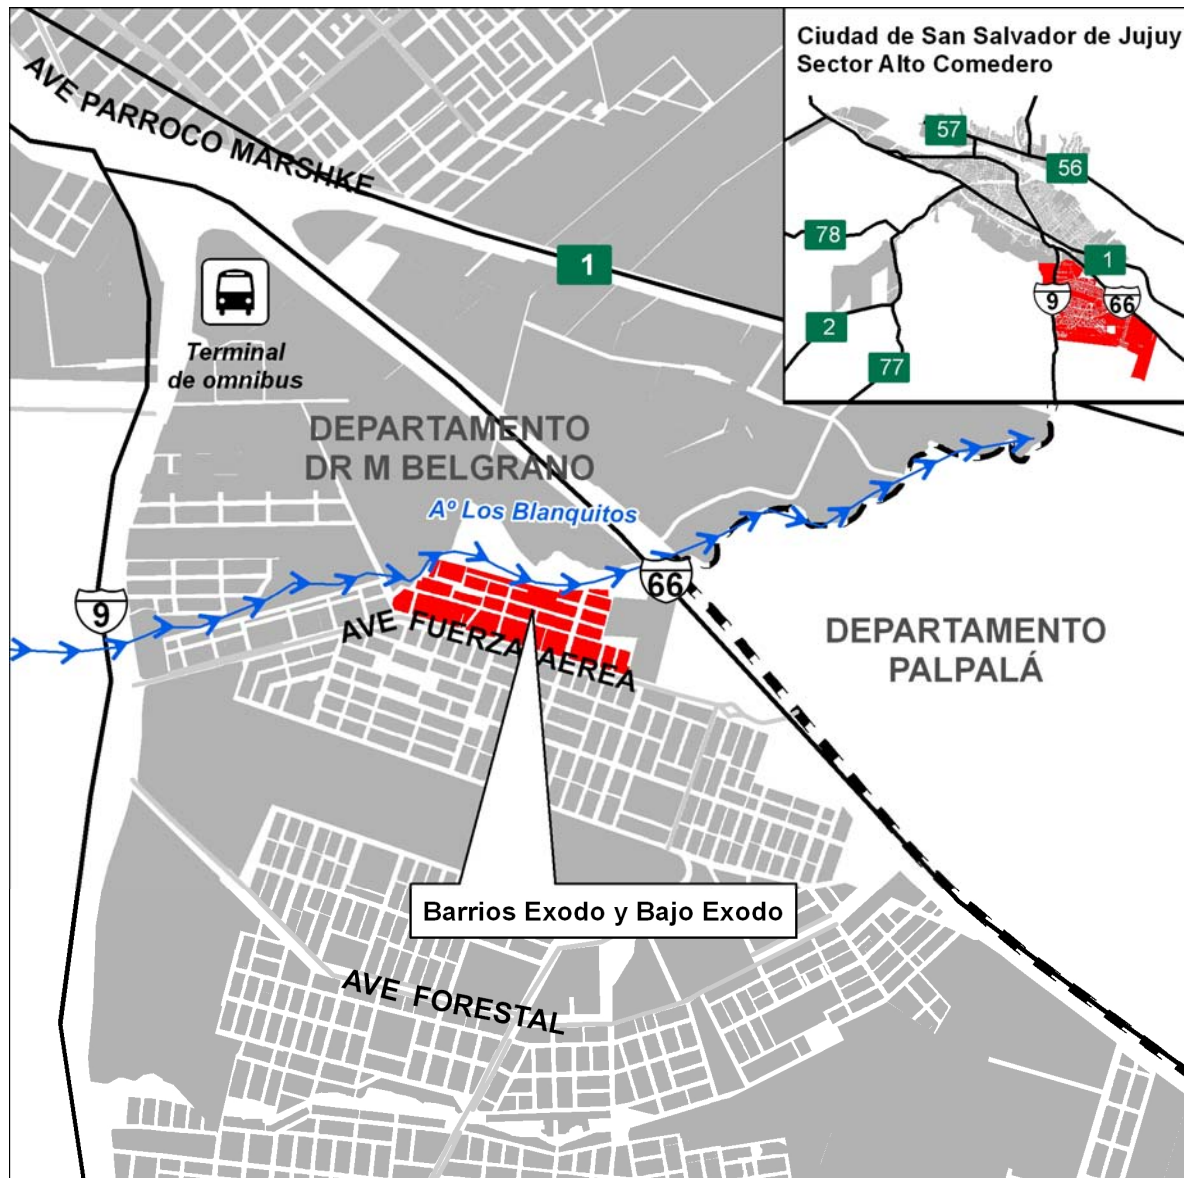 Ciudad de San Salvador de Jujuy
Sector Alto Comedero
57
56
78
1
9
66
2
77
AVE PARROCO MARSHKE
1
Terminal
de omnibus
DEPARTAMENTO
DR M BELGRANO
Aº Los Blanquitos
66
9
AVE FUERZA AEREA
DEPARTAMENTO
PALPALÁ
Barrios Exodo y Bajo Exodo
AVE FORESTAL